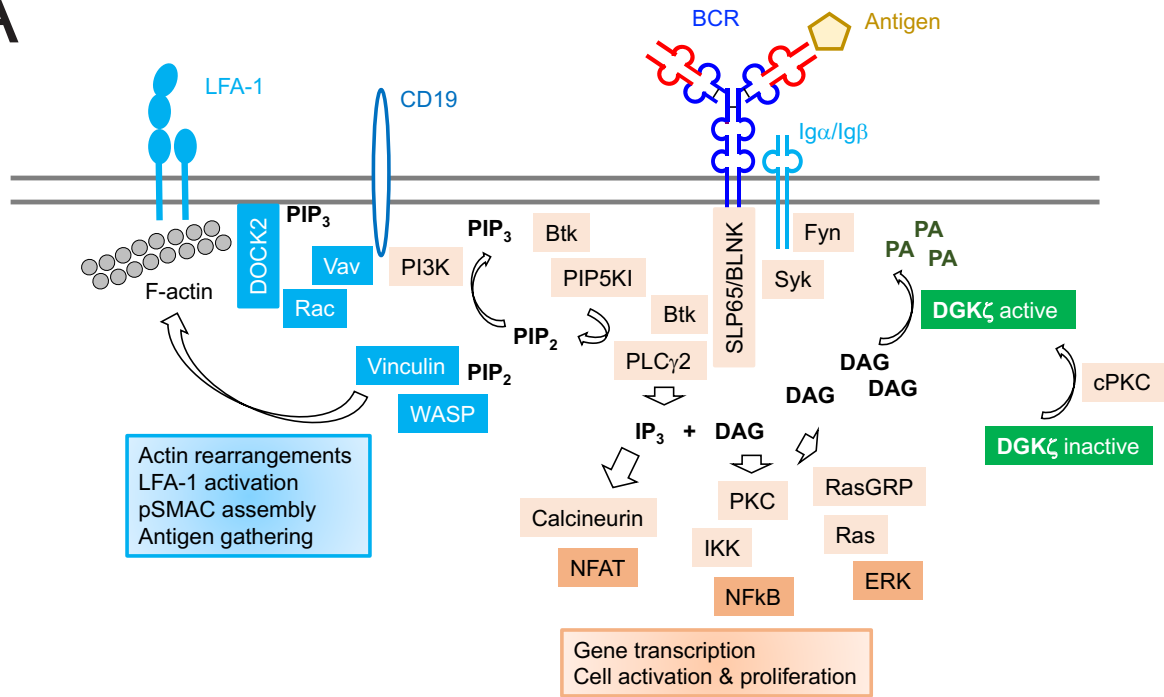 A
BCR
Antigen
LFA-1
CD19
Igα/Igβ
PIP3
DOCK2
Vav
PI3K
Rac
F-actin
PIP3
Btk
PIP5KI
Btk
PIP2
PLCγ2
SLP65/BLNK
Fyn
Syk
PA
PA
PA
DGKζ active
DAG
DAG
DAG
cPKC
DGKζ inactive
Vinculin
PIP2
WASP
IP3 + DAG
Actin rearrangements
LFA-1 activation
pSMAC assembly
Antigen gathering
Calcineurin
NFAT
PKC
IKK
NFkB
RasGRP
Ras
ERK
Gene transcription
Cell activation & proliferation